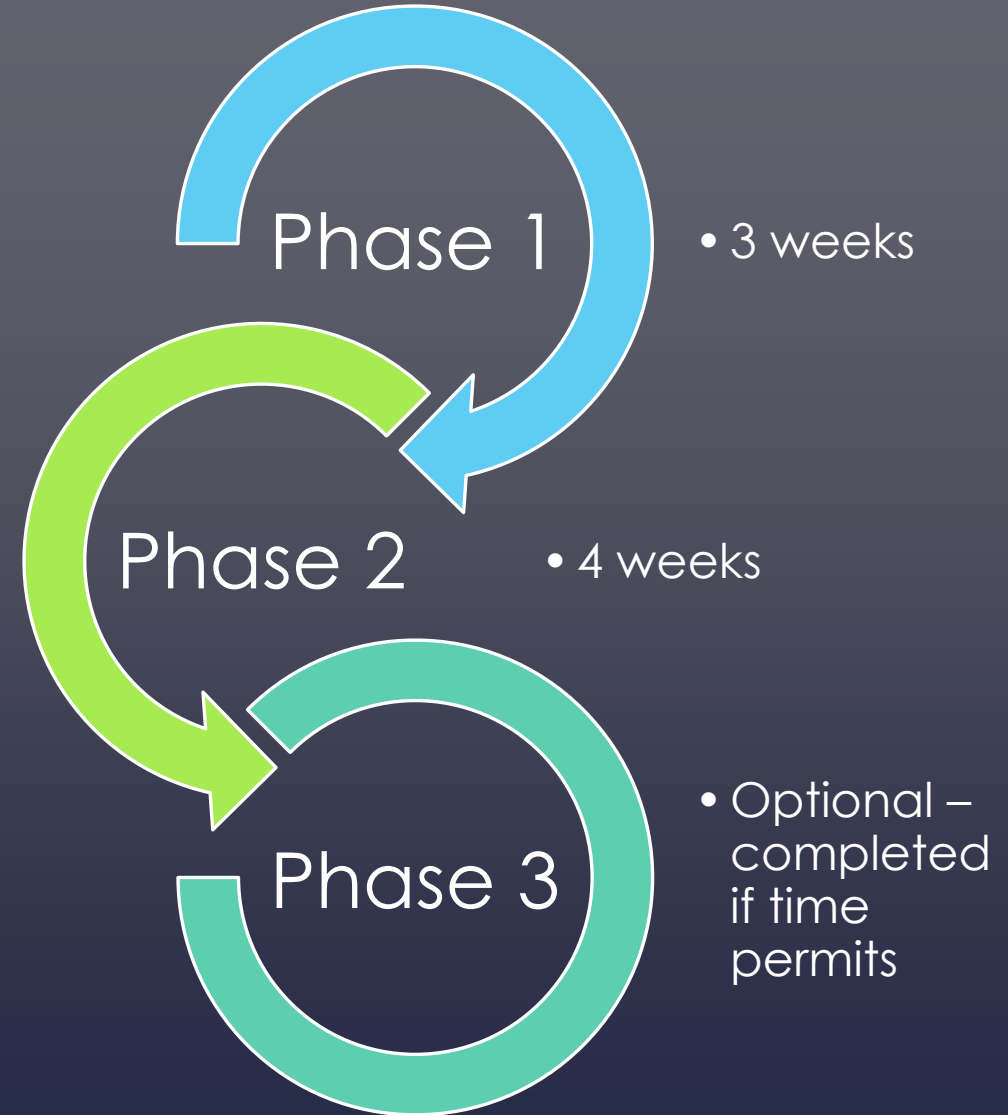 Phase 1
• 3 weeks
Phase 2
• 4 weeks
Phase 3
• Optional –
completed
if time
permits